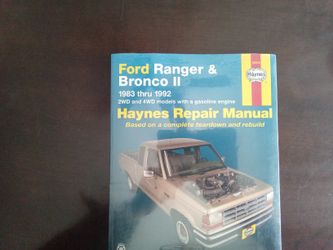 Haynes
Ford Ranger &
Bronco II
1983 thru 1992
2WD and 4WD models with a gasoline engine
Haynes Repair Manual
Based on a complete teardown and rebuild